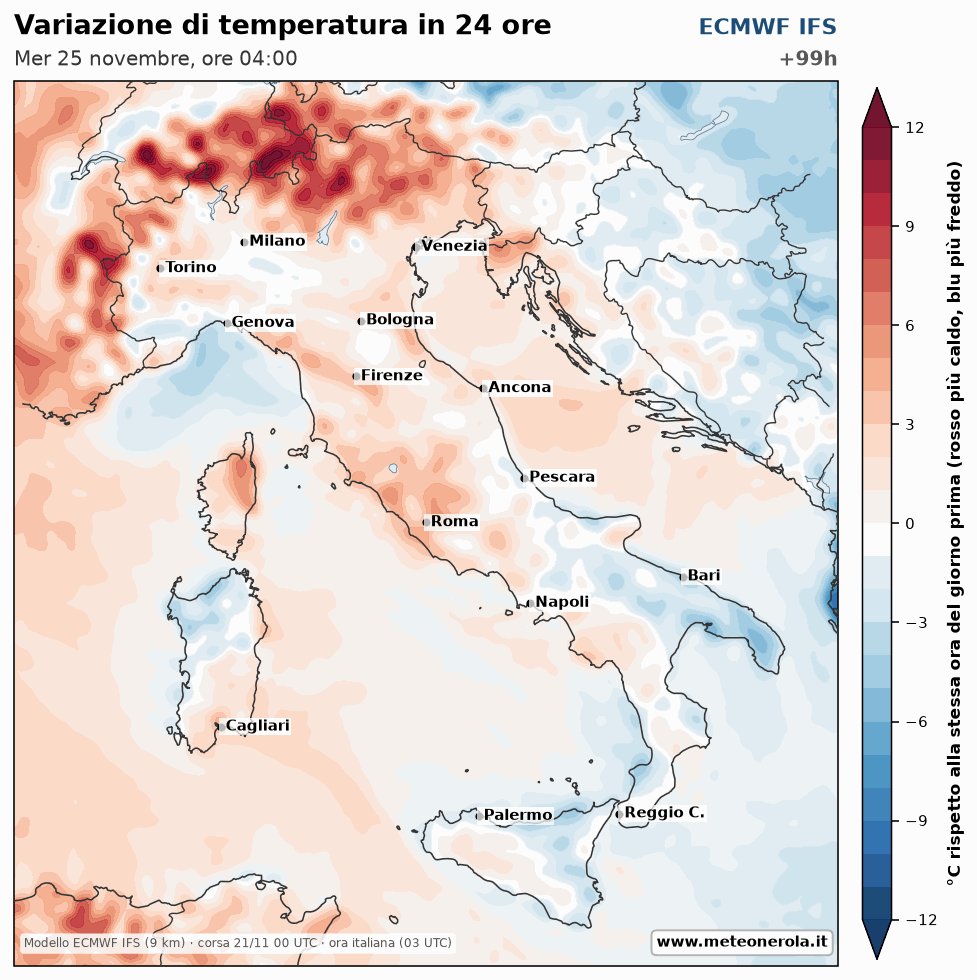 Variazione di temperatura in 24 ore
ECMWF IFS
Mer 25 novembre, ore 04:00
+99h
Milano
Venezia
Torino
Genova
Bologna
Firenze
Ancona
Pescara
Roma
Bari
Napoli
Cagliari
Palermo
Reggio C.
12
9
6
3
0
−3
−6
−9
−12
°C rispetto alla stessa ora del giorno prima (rosso più caldo, blu più freddo)
Modello ECMWF IFS (9 km) · corsa 21/11 00 UTC · ora italiana (03 UTC)
www.meteonerola.it